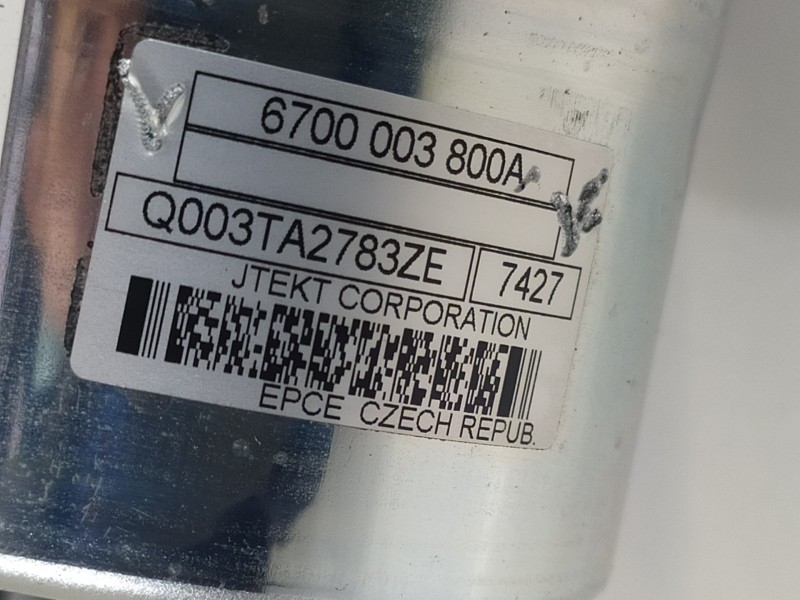 6700 003 800A
Q003TA2783ZE 7427
JTEKT CORPORATION
EPCE CZECH REPUB.